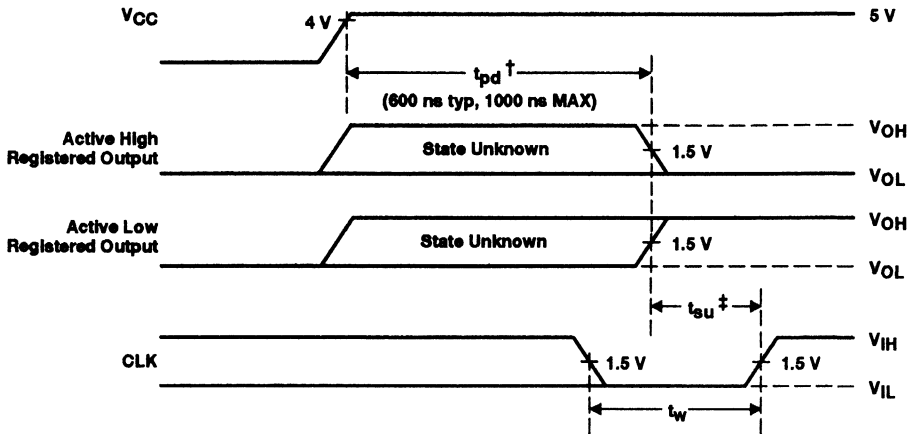 VCC
4 V
5 V
tpd †
(600 ns typ, 1000 ns MAX)
Active High
Registered Output
State Unknown
1.5 V
VOH
VOL
Active Low
Registered Output
State Unknown
1.5 V
VOH
VOL
tsu ‡
CLK
1.5 V
1.5 V
VIH
VIL
tw